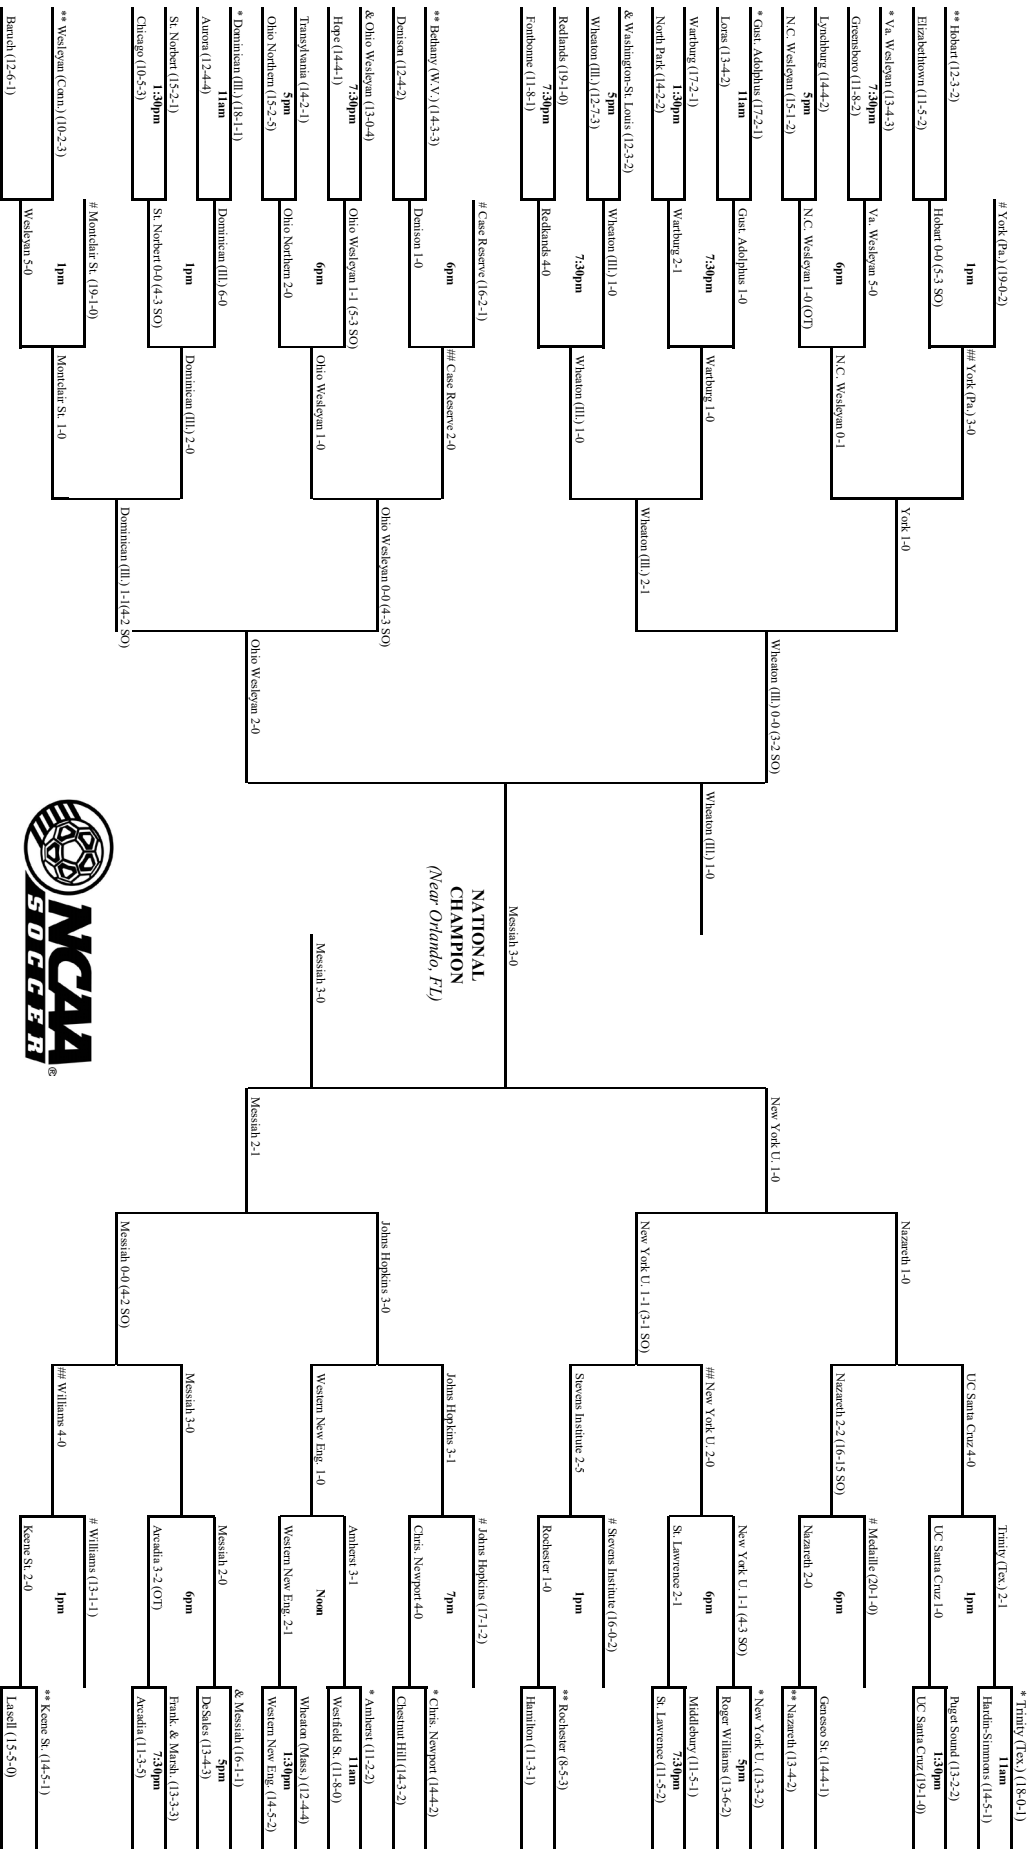 ** Hobart (12-3-2)
Elizabethtown (11-5-2)
* Va. Wesleyan (13-4-3)
7:30pm
Greensboro (11-8-2)
Lynchburg (14-4-2)
5pm
N.C. Wesleyan (15-1-2)
* Gust. Adolphus (17-2-1)
11am
Loras (13-4-2)
Wartburg (17-2-1)
1:30pm
North Park (14-2-2)
& Washington-St. Louis (12-3-2)
5pm
Wheaton (Ill.) (12-7-3)
Redlands (19-1-0)
7:30pm
Fontbonne (11-8-1)
** Bethany (W.V.) (14-3-3)
Denison (12-4-2)
& Ohio Wesleyan (13-0-4)
7:30pm
Hope (14-4-1)
Transylvania (14-2-1)
5pm
Ohio Northern (15-2-5)
* Dominican (Ill.) (18-1-1)
11am
Aurora (12-4-4)
St. Norbert (15-2-1)
1:30pm
Chicago (10-5-3)
** Wesleyan (Conn.) (10-2-3)
Baruch (12-6-1)
# York (Pa.) (19-0-2)
1pm
Hobart 0-0 (5-3 SO)
Va. Wesleyan 5-0
6pm
N.C. Wesleyan 1-0 (OT)
Gust. Adolphus 1-0
7:30pm
Wartburg 2-1
Wheaton (Ill.) 1-0
7:30pm
Redkands 4-0
# Case Reserve (16-2-1)
6pm
Denison 1-0
Ohio Wesleyan 1-1 (5-3 SO)
6pm
Ohio Northern 2-0
Dominican (Ill.) 6-0
1pm
St. Norbert 0-0 (4-3 SO)
# Montclair St. (19-1-0)
1pm
Wesleyan 5-0
## York (Pa.) 3-0
N.C. Wesleyan 0-1
Wartburg 1-0
Wheaton (Ill.) 1-0
## Case Reserve 2-0
Ohio Wesleyan 1-0
Dominican (Ill.) 2-0
Montclair St. 1-0
York 1-0
Wheaton (Ill.) 2-1
Ohio Wesleyan 0-0 (4-3 SO)
Dominican (Ill.) 1-1(4-2 SO)
Wheaton (Ill.) 0-0 (3-2 SO)
Ohio Wesleyan 2-0
Wheaton (Ill.) 1-0
Messiah 3-0
NATIONAL
CHAMPION
(Near Orlando, FL)
Messiah 3-0
NCAA
SOCCER
®
New York U. 1-0
Messiah 2-1
Nazareth 1-0
New York U. 1-1 (3-1 SO)
Johns Hopkins 3-0
Messiah 0-0 (4-2 SO)
UC Santa Cruz 4-0
Nazareth 2-2 (16-15 SO)
## New York U. 2-0
Stevens Institute 2-5
Johns Hopkins 3-1
Western New Eng. 1-0
Messiah 3-0
## Williams 4-0
Trinity (Tex.) 2-1
1pm
UC Santa Cruz 1-0
# Medaille (20-1-0)
6pm
Nazareth 2-0
New York U. 1-1 (4-3 SO)
6pm
St. Lawrence 2-1
# Stevens Institute (16-0-2)
1pm
Rochester 1-0
# Johns Hopkins (17-1-2)
7pm
Chris. Newport 4-0
Amherst 3-1
Noon
Western New Eng. 2-1
Messiah 2-0
6pm
Arcadia 3-2 (OT)
# Williams (13-1-1)
1pm
Keene St. 2-0
* Trinity (Tex.) (18-0-1)
11am
Hardin-Simmons (14-5-1)
Puget Sound (13-2-2)
1:30pm
UC Santa Cruz (19-1-0)
Geneseo St. (14-4-1)
** Nazareth (13-4-2)
* New York U. (13-3-2)
5pm
Roger Williams (13-6-2)
Middlebury (11-5-1)
7:30pm
St. Lawrence (11-5-2)
** Rochester (8-5-3)
Hamilton (11-3-1)
* Chris. Newport (14-4-2)
Chestnut Hill (14-3-2)
* Amherst (11-2-2)
11am
Westfield St. (11-8-0)
Wheaton (Mass.) (12-4-4)
1:30pm
Western New Eng. (14-5-2)
& Messiah (16-1-1)
5pm
DeSales (13-4-3)
Frank. & Marsh. (13-3-3)
7:30pm
Arcadia (11-3-5)
** Keene St. (14-5-1)
Lasell (15-5-0)